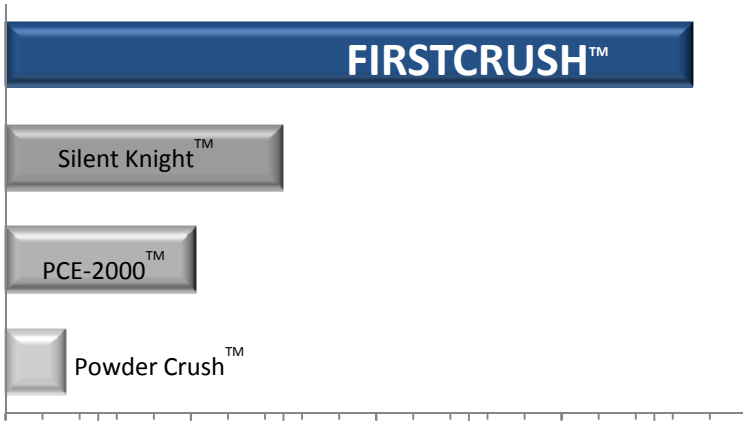 FIRSTCRUSH™
Silent Knight™
PCE-2000™
Powder Crush™